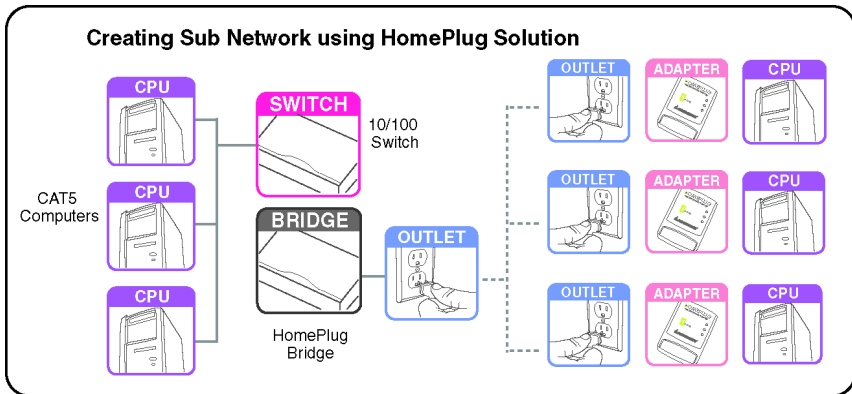 Creating Sub Network using HomePlug Solution
CPU
CPU
CPU
CAT5
Computers
SWITCH
10/100
Switch
BRIDGE
HomePlug
Bridge
OUTLET
OUTLET
ADAPTER
CPU
OUTLET
ADAPTER
CPU
OUTLET
ADAPTER
CPU